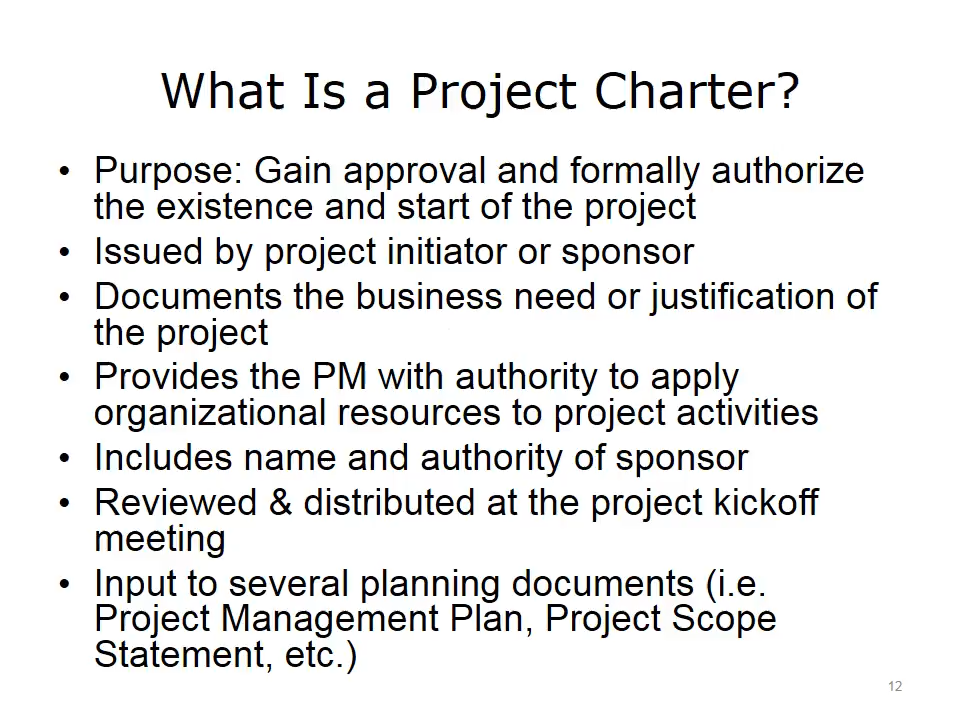 What Is a Project Charter?
• Purpose: Gain approval and formally authorize
the existence and start of the project
• Issued by project initiator or sponsor
• Documents the business need or justification of
the project
• Provides the PM with authority to apply
organizational resources to project activities
• Includes name and authority of sponsor
• Reviewed & distributed at the project kickoff
meeting
• Input to several planning documents (i.e.
Project Management Plan, Project Scope
Statement, etc.)
12